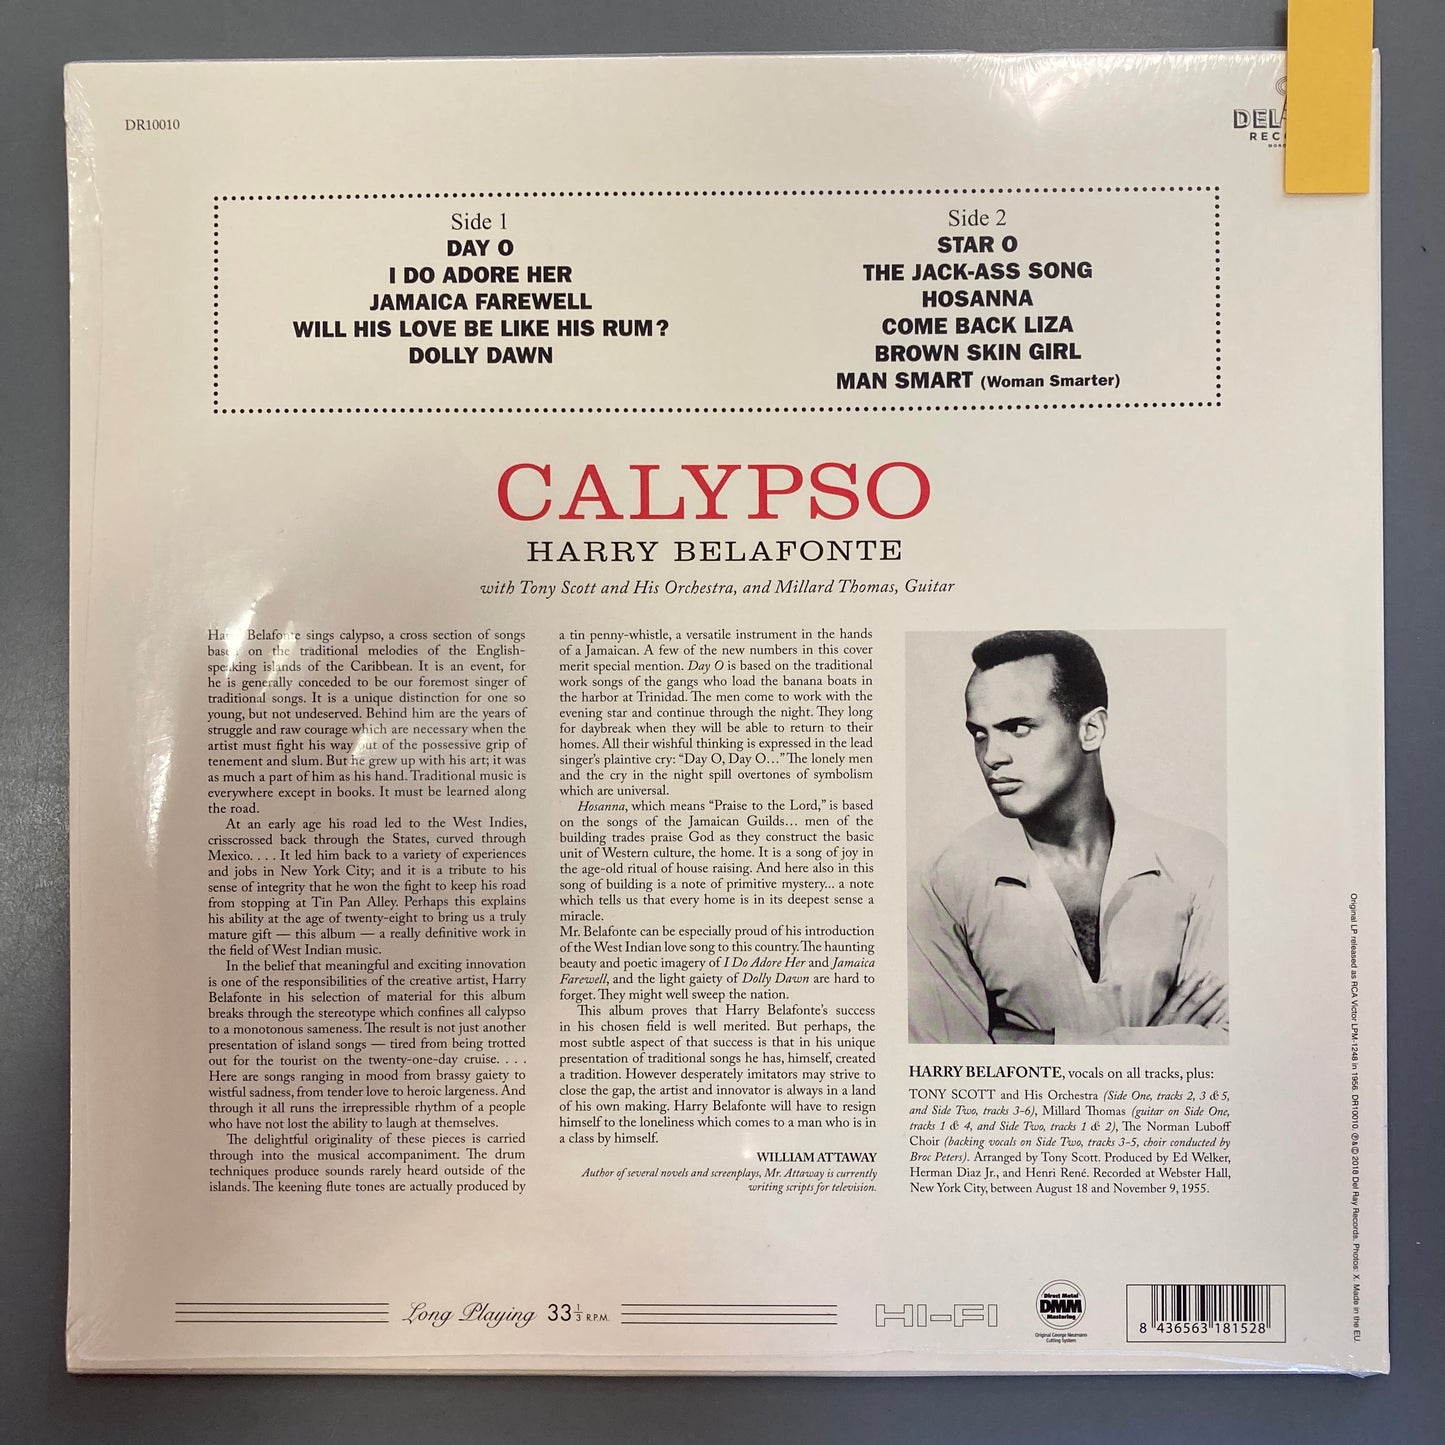 DR10010
REC
Side 1
DAY O
I DO ADORE HER
JAMAICA FAREWELL
WILL HIS LOVE BE LIKE HIS RUM?
DOLLY DAWN
Side 2
STAR O
THE JACK-ASS SONG
HOSANNA
COME BACK LIZA
BROWN SKIN GIRL
MAN SMART (Woman Smarter)
CALYPSO
HARRY BELAFONTE
with Tony Scott and His Orchestra, and Millard Thomas, Guitar
Harry Belafonte sings calypso, a cross section of songs
based on the traditional melodies of the English-
speaking islands of the Caribbean. It is an event, for
he is generally conceded to be our foremost singer of
traditional songs. It is a unique distinction for one so
young, but not undeserved. Behind him are the years of
struggle and raw courage which are necessary when the
artist must fight his way out of the possessive grip of
tenement and slum. But he grew up with his art; it was
as much a part of him as his hand. Traditional music is
everywhere except in books. It must be learned along
the road.
At an early age his road led to the West Indies,
crisscrossed back through the States, curved through
Mexico. . . . It led him back to a variety of experiences
and jobs in New York City; and it is a tribute to his
sense of integrity that he won the fight to keep his road
from stopping at Tin Pan Alley. Perhaps this explains
his ability at the age of twenty-eight to bring us a truly
mature gift — this album — a really definitive work in
the field of West Indian music.
In the belief that meaningful and exciting innovation
is one of the responsibilities of the creative artist, Harry
Belafonte in his selection of material for this album
breaks through the stereotype which confines all calypso
to a monotonous sameness. The result is not just another
presentation of island songs — tired from being trotted
out for the tourist on the twenty-one-day cruise. . . .
Here are songs ranging in mood from brassy gaiety to
wistful sadness, from tender love to heroic largeness. And
through it all runs the irrepressible rhythm of a people
who have not lost the ability to laugh at themselves.
The delightful originality of these pieces is carried
through into the musical accompaniment. The drum
techniques produce sounds rarely heard outside of the
islands. The keening flute tones are actually produced by
a tin penny-whistle, a versatile instrument in the hands
of a Jamaican. A few of the new numbers in this cover
merit special mention. Day O is based on the traditional
work songs of the gangs who load the banana boats in
the harbor at Trinidad. The men come to work with the
evening star and continue through the night. They long
for daybreak when they will be able to return to their
homes. All their wishful thinking is expressed in the lead
singer's plaintive cry: “Day O, Day O…” The lonely men
and the cry in the night spill overtones of symbolism
which are universal.
Hosanna, which means “Praise to the Lord,” is based
on the songs of the Jamaican Guilds… men of the
building trades praise God as they construct the basic
unit of Western culture, the home. It is a song of joy in
the age-old ritual of house raising. And here also in this
song of building is a note of primitive mystery... a note
which tells us that every home is in its deepest sense a
miracle.
Mr. Belafonte can be especially proud of his introduction
of the West Indian love song to this country. The haunting
beauty and poetic imagery of I Do Adore Her and Jamaica
Farewell, and the light gaiety of Dolly Dawn are hard to
forget. They might well sweep the nation.
This album proves that Harry Belafonte's success
in his chosen field is well merited. But perhaps, the
most subtle aspect of that success is that in his unique
presentation of traditional songs he has, himself, created
a tradition. However desperately imitators may strive to
close the gap, the artist and innovator is always in a land
of his own making. Harry Belafonte will have to resign
himself to the loneliness which comes to a man who is in
a class by himself.
WILLIAM ATTAWAY
Author of several novels and screenplays, Mr. Attaway is currently
writing scripts for television.
HARRY BELAFONTE, vocals on all tracks, plus:
TONY SCOTT and His Orchestra (Side One, tracks 2, 3 & 5,
and Side Two, tracks 3-6), Millard Thomas (guitar on Side One,
tracks 1 & 4, and Side Two, tracks 1 & 2), The Norman Luboff
Choir (backing vocals on Side Two, tracks 3-5, choir conducted by
Broc Peters). Arranged by Tony Scott. Produced by Ed Welker,
Herman Diaz Jr., and Henri René. Recorded at Webster Hall,
New York City, between August 18 and November 9, 1955.
Original LP released as RCA Victor LPM-1248 in 1956. DR10010. ℗&© 2018 Del Ray Records. Photos: X. Made in the EU.
Long Playing 33 1/3 R.P.M.
HI-FI
Direct Metal
DMM
Mastering
Original George Neumann
Cutting System
8 436563 181528